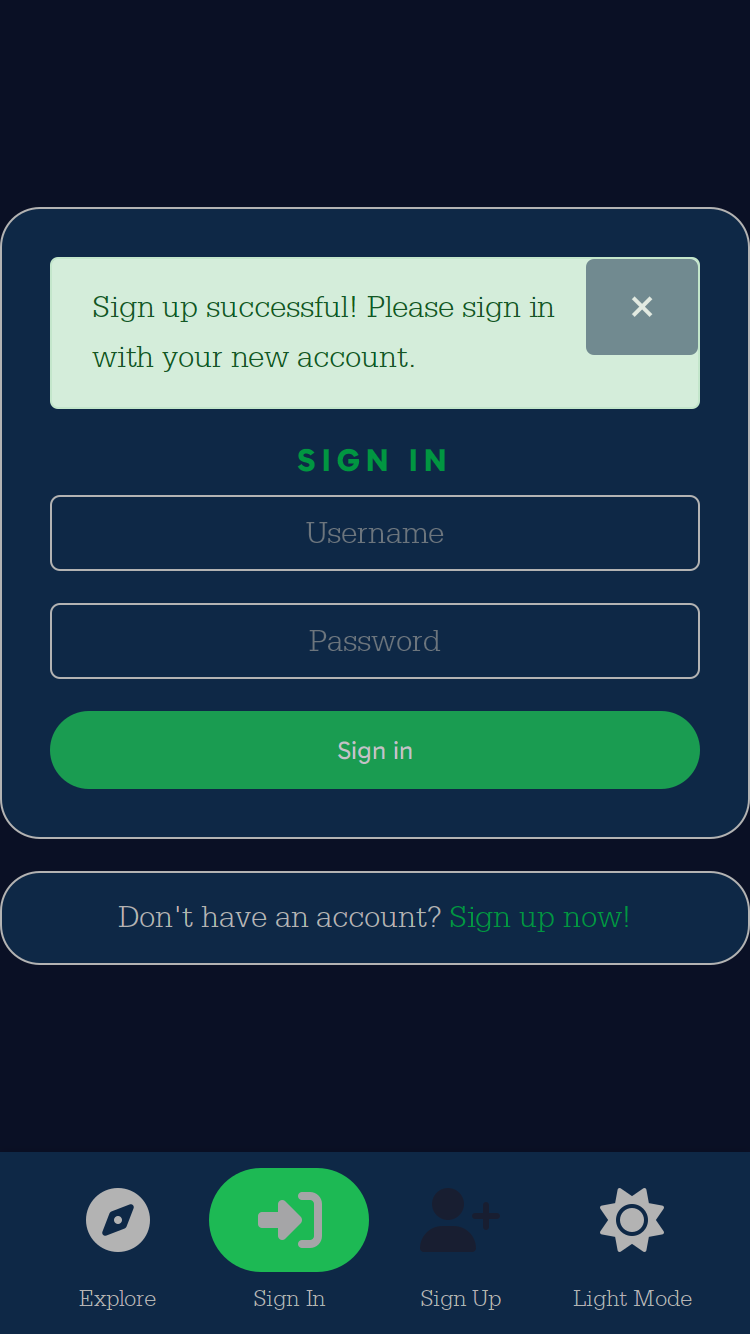 Sign up successful! Please sign in
with your new account.
×
SIGN IN
Username
Password
Sign in
Don't have an account? Sign up now!
Explore
Sign In
Sign Up
Light Mode